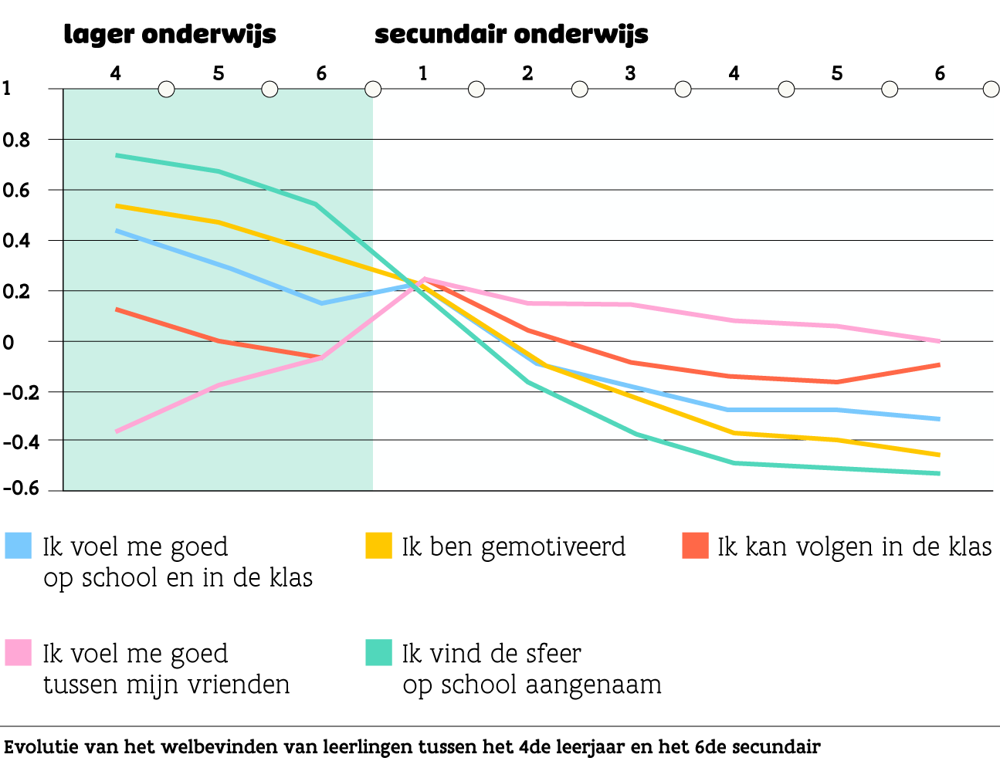 lager onderwijs secundair onderwijs
4 5 6 1 2 3 4 5 6
1
0.8
0.6
0.4
0.2
0
-0.2
-0.4
-0.6
Ik voel me goed
op school en in de klas
Ik ben gemotiveerd
Ik kan volgen in de klas
Ik voel me goed
tussen mijn vrienden
Ik vind de sfeer
op school aangenaam
Evolutie van het welbevinden van leerlingen tussen het 4de leerjaar en het 6de secundair